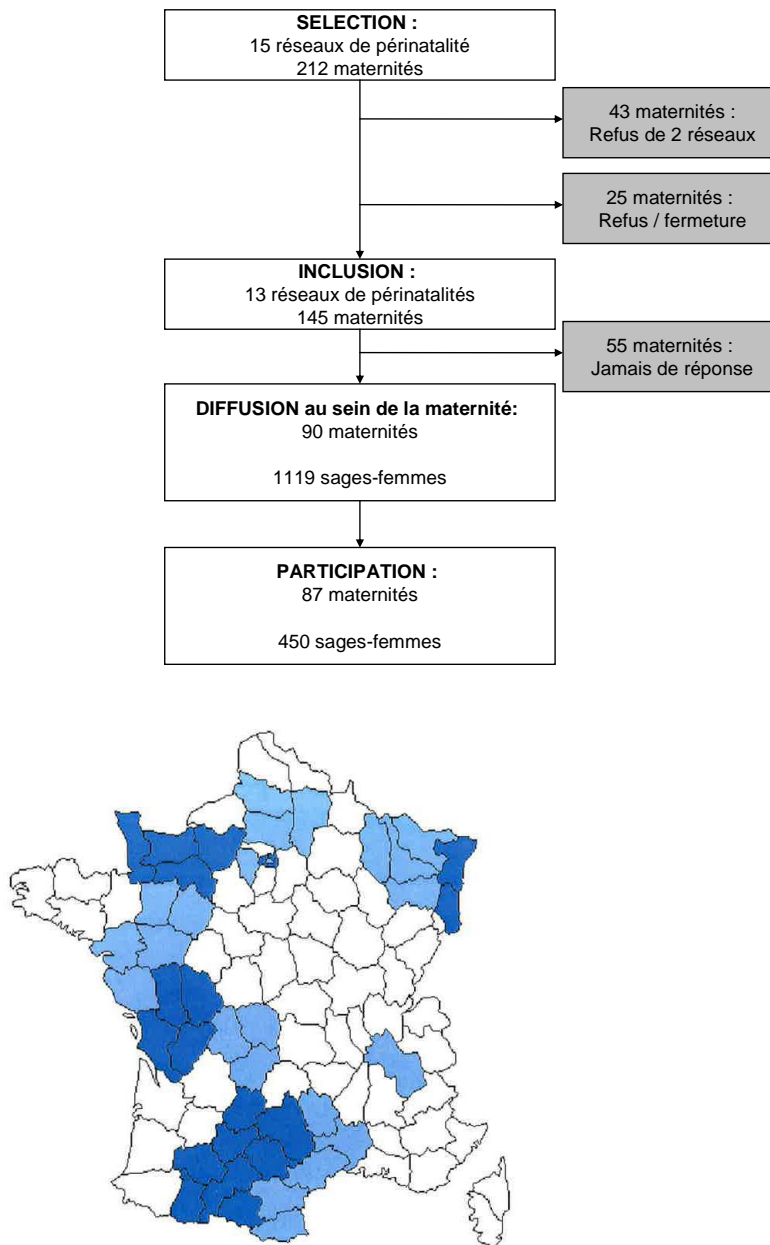 SELECTION :
15 réseaux de périnatalité
212 maternités
43 maternités :
Refus de 2 réseaux
25 maternités :
Refus / fermeture
INCLUSION :
13 réseaux de périnatalités
145 maternités
55 maternités :
Jamais de réponse
DIFFUSION au sein de la maternité:
90 maternités
1119 sages-femmes
PARTICIPATION :
87 maternités
450 sages-femmes